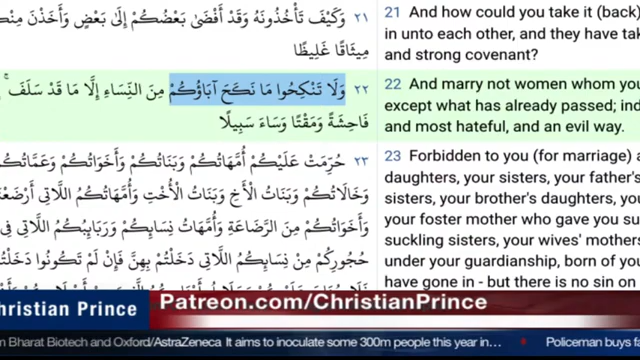 ٢١ وَكَيْفَ تَأْخُذُونَهُ وَقَدْ أَفْضَىٰ بَعْضُكُمْ إِلَىٰ بَعْضٍ وَأَخَذْنَ مِنْكُ
مِيثَاقًا غَلِيظًا
٢٢ وَلَا تَنْكِحُوا مَا نَكَحَ آبَاؤُكُمْ مِنَ النِّسَاءِ إِلَّا مَا قَدْ سَلَفَ ۚ
فَاحِشَةً وَمَقْتًا وَسَاءَ سَبِيلًا
٢٣ حُرِّمَتْ عَلَيْكُمْ أُمَّهَاتُكُمْ وَبَنَاتُكُمْ وَأَخَوَاتُكُمْ وَعَمَّاتُكُمْ
وَخَالَاتُكُمْ وَبَنَاتُ الْأَخِ وَبَنَاتُ الْأُخْتِ وَأُمَّهَاتُكُمُ اللَّاتِي أَرْضَعْنَ
وَأَخَوَاتُكُمْ مِنَ الرَّضَاعَةِ وَأُمَّهَاتُ نِسَائِكُمْ وَرَبَائِبُكُمُ اللَّاتِي فِي
حُجُورِكُمْ مِنْ نِسَائِكُمُ اللَّاتِي دَخَلْتُمْ بِهِنَّ فَإِنْ لَمْ تَكُونُوا دَخَلْتُ
21 And how could you take it (back)
in unto each other, and they have tak
and strong covenant?
22 And marry not women whom you
except what has already passed; ind
and most hateful, and an evil way.
23 Forbidden to you (for marriage) a
daughters, your sisters, your father's
sisters, your brother's daughters, you
your foster mother who gave you su
suckling sisters, your wives' mothers
under your guardianship, born of you
have gone in - but there is no sin on
Christian Prince
Patreon.com/ChristianPrince
m Bharat Biotech and Oxford/AstraZeneca It aims to inoculate some 300m people this year in…
Policeman buys fa